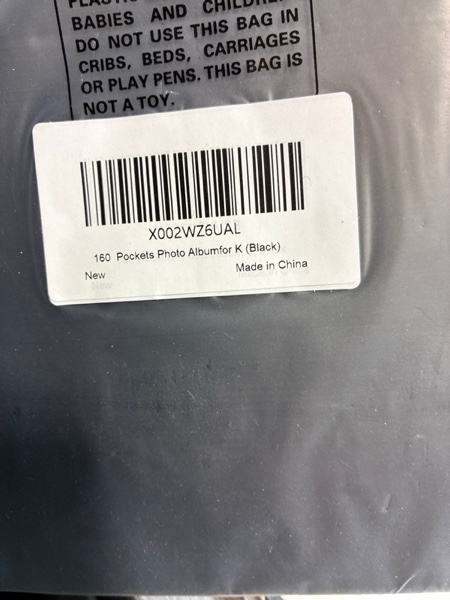 BABIES AND CHILDREN.
DO NOT USE THIS BAG IN
CRIBS, BEDS, CARRIAGES
OR PLAY PENS. THIS BAG IS
NOT A TOY.
X002WZ6UAL
160 Pockets Photo Albumfor K (Black)
New
Made in China
New